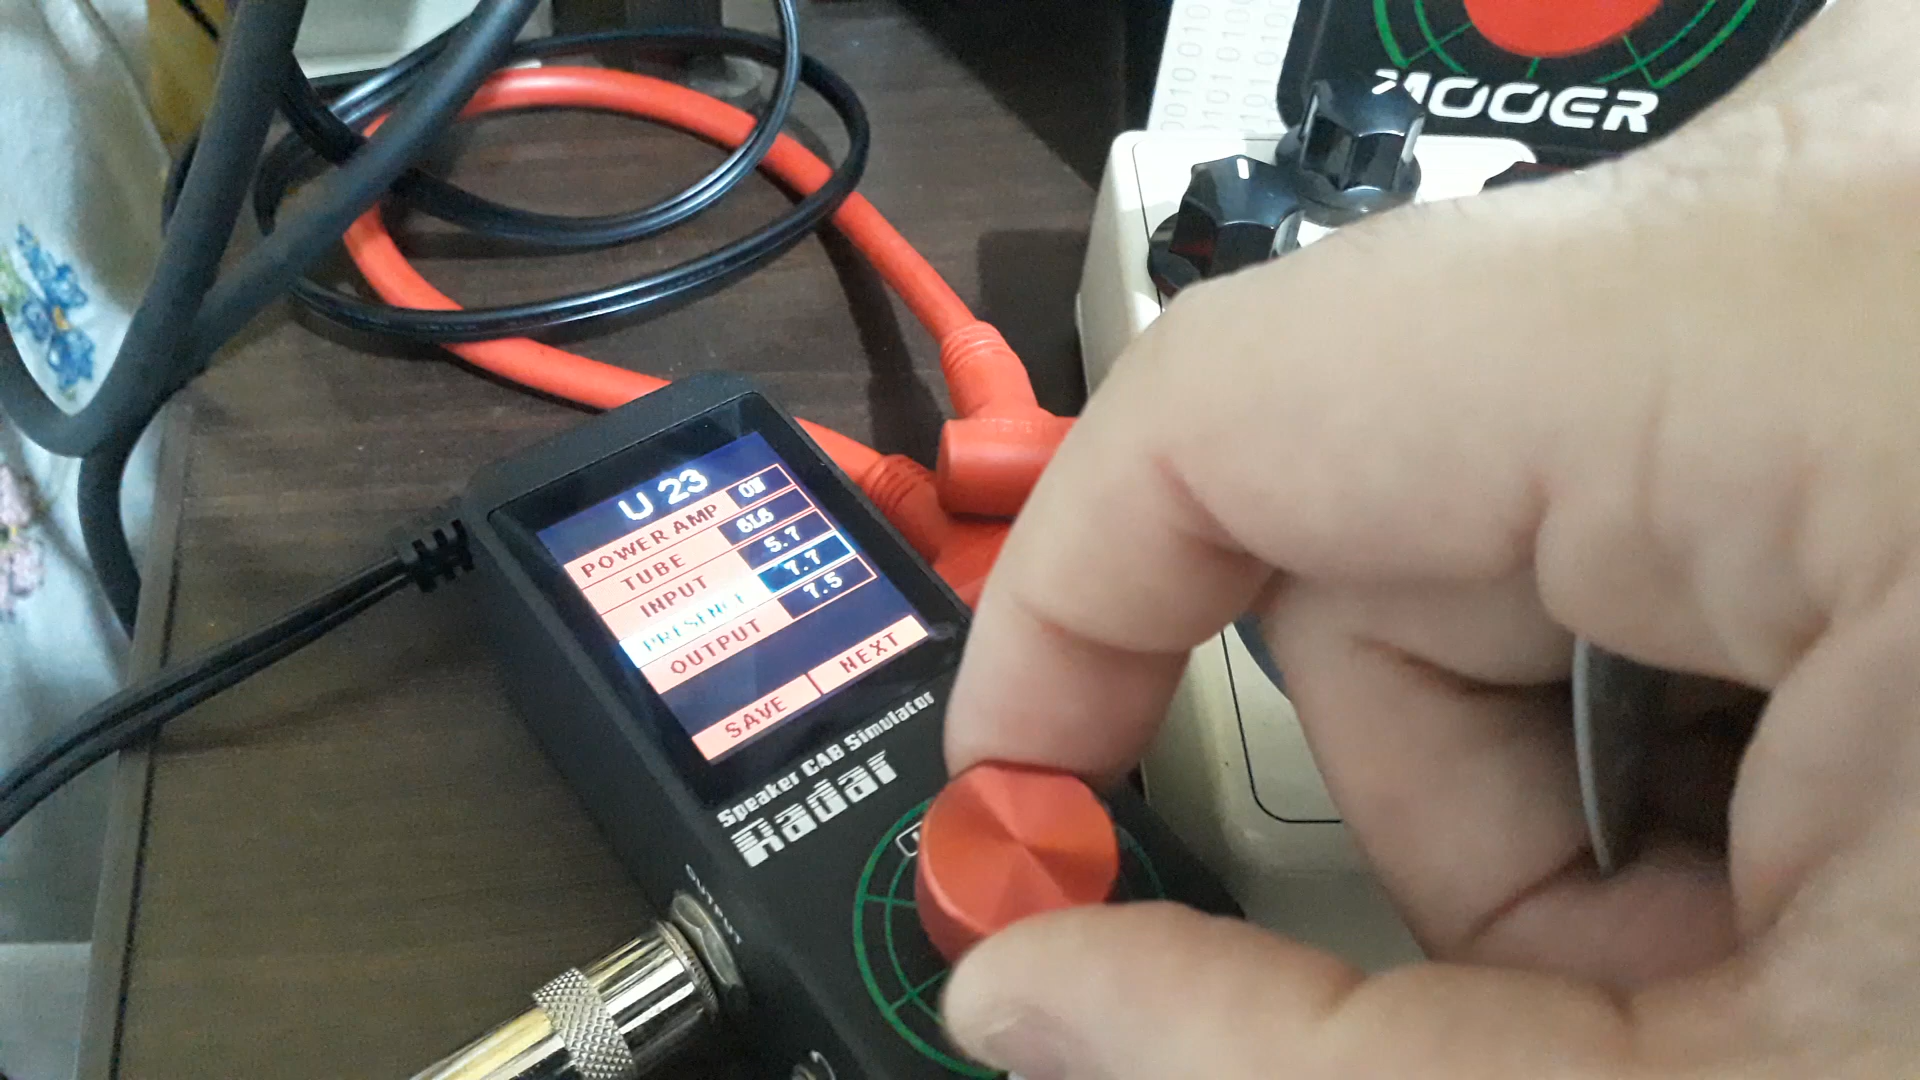 MOOER
U 23
POWER AMP ON
TUBE 6L6
INPUT 5.7
PRESENCE 7.7
OUTPUT 7.5
SAVE NEXT
Speaker CAB Simulator
Radar
OUTPUT